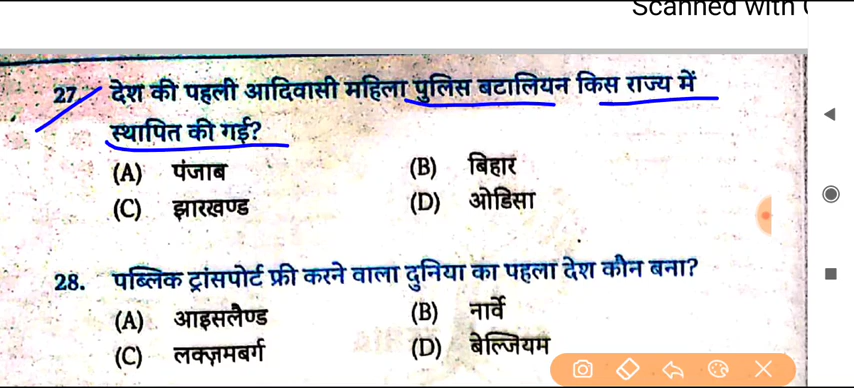 Scanned with
27. देश की पहली आदिवासी महिला पुलिस बटालियन किस राज्य में
स्थापित की गई?
(A) पंजाब (B) बिहार
(C) झारखण्ड (D) ओडिसा
28. पब्लिक ट्रांसपोर्ट फ्री करने वाला दुनिया का पहला देश कौन बना?
(A) आइसलैण्ड (B) नार्वे
(C) लक्ज़मबर्ग (D) बेल्जियम